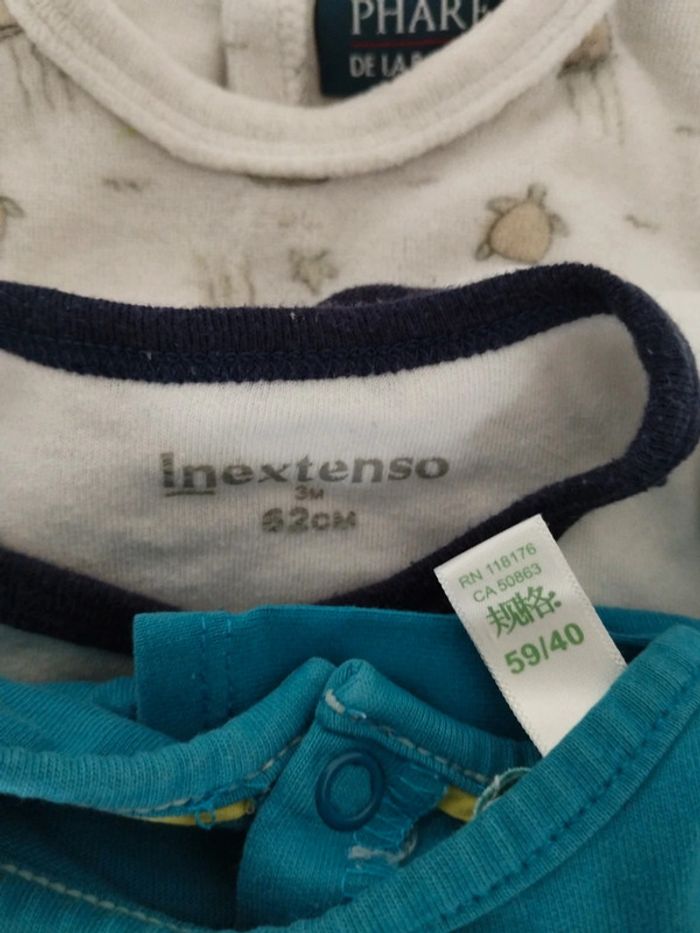 PHARE
DE LA
Inextenso
3M
62CM
RN 118176
CA 50863
规格:
59/40